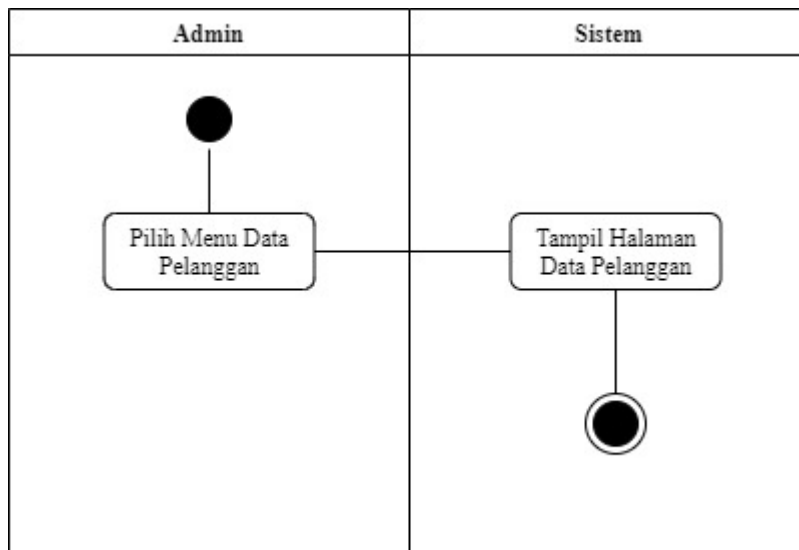 Admin
Sistem
Pilih Menu Data
Pelanggan
Tampil Halaman
Data Pelanggan